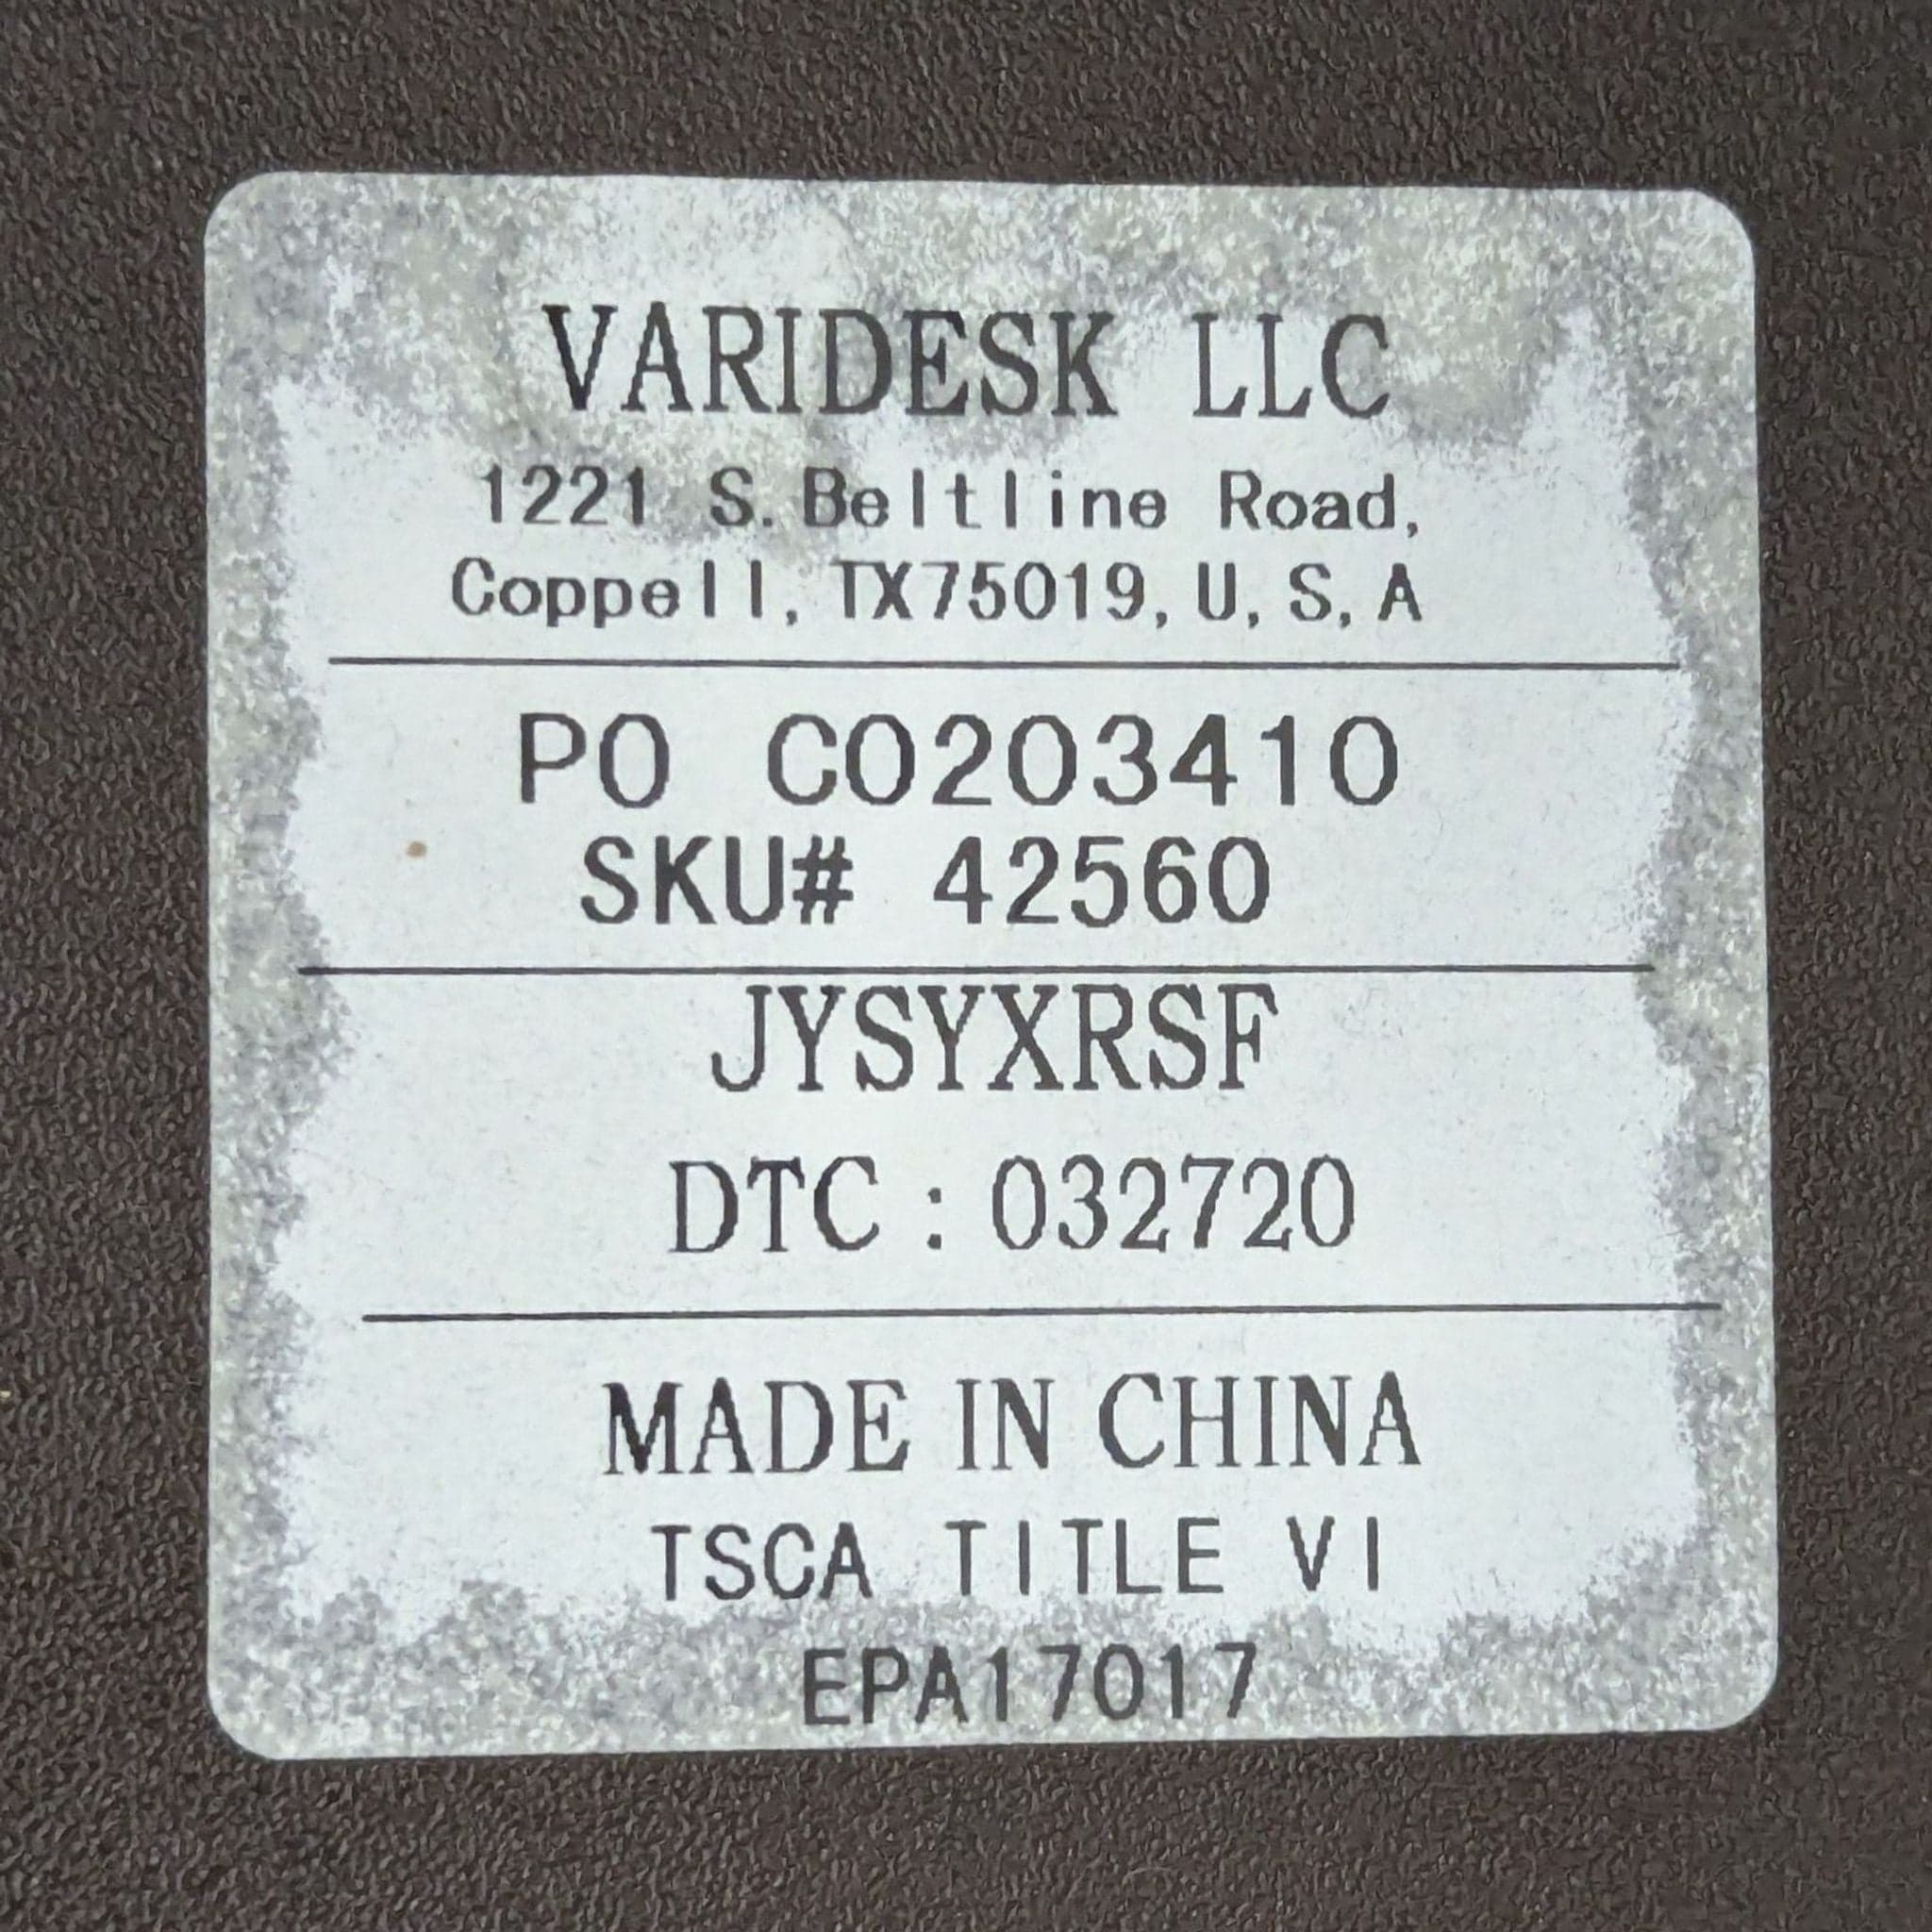 VARIDESK LLC
1221 S. Beltline Road,
Coppell, TX75019, U, S, A
PO C0203410
SKU# 42560
JYSYXRSF
DTC : 032720
MADE IN CHINA
TSCA TITLE VI
EPA17017